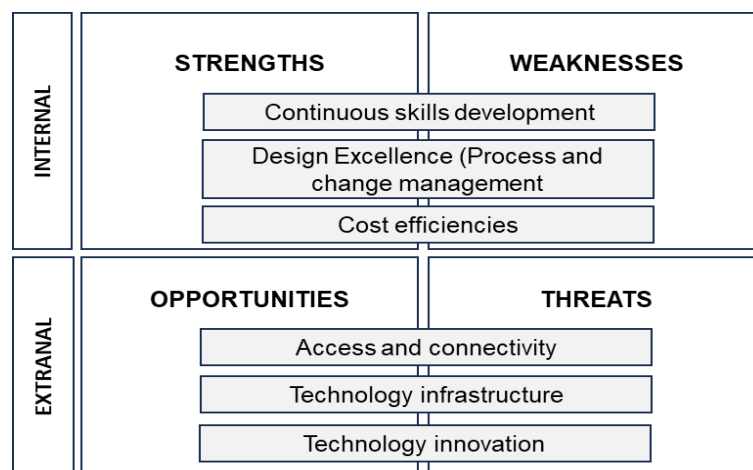 INTERNAL
STRENGTHS
WEAKNESSES
Continuous skills development
Design Excellence (Process and
change management
Cost efficiencies
EXTRANAL
OPPORTUNITIES
THREATS
Access and connectivity
Technology infrastructure
Technology innovation